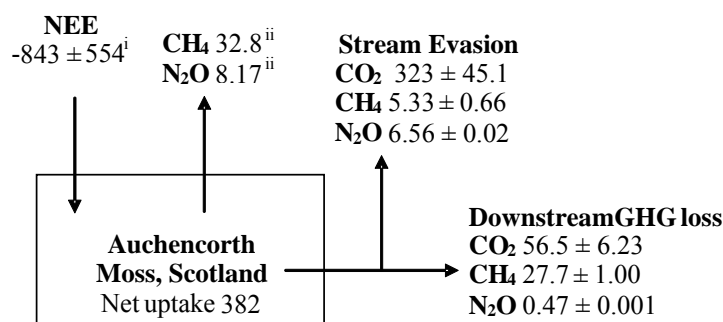 NEE
-843 ± 554ⁱ
CH₄ 32.8ⁱⁱ
N₂O 8.17ⁱⁱ
Stream Evasion
CO₂ 323 ± 45.1
CH₄ 5.33 ± 0.66
N₂O 6.56 ± 0.02
Auchencorth
Moss, Scotland
Net uptake 382
DownstreamGHG loss
CO₂ 56.5 ± 6.23
CH₄ 27.7 ± 1.00
N₂O 0.47 ± 0.001